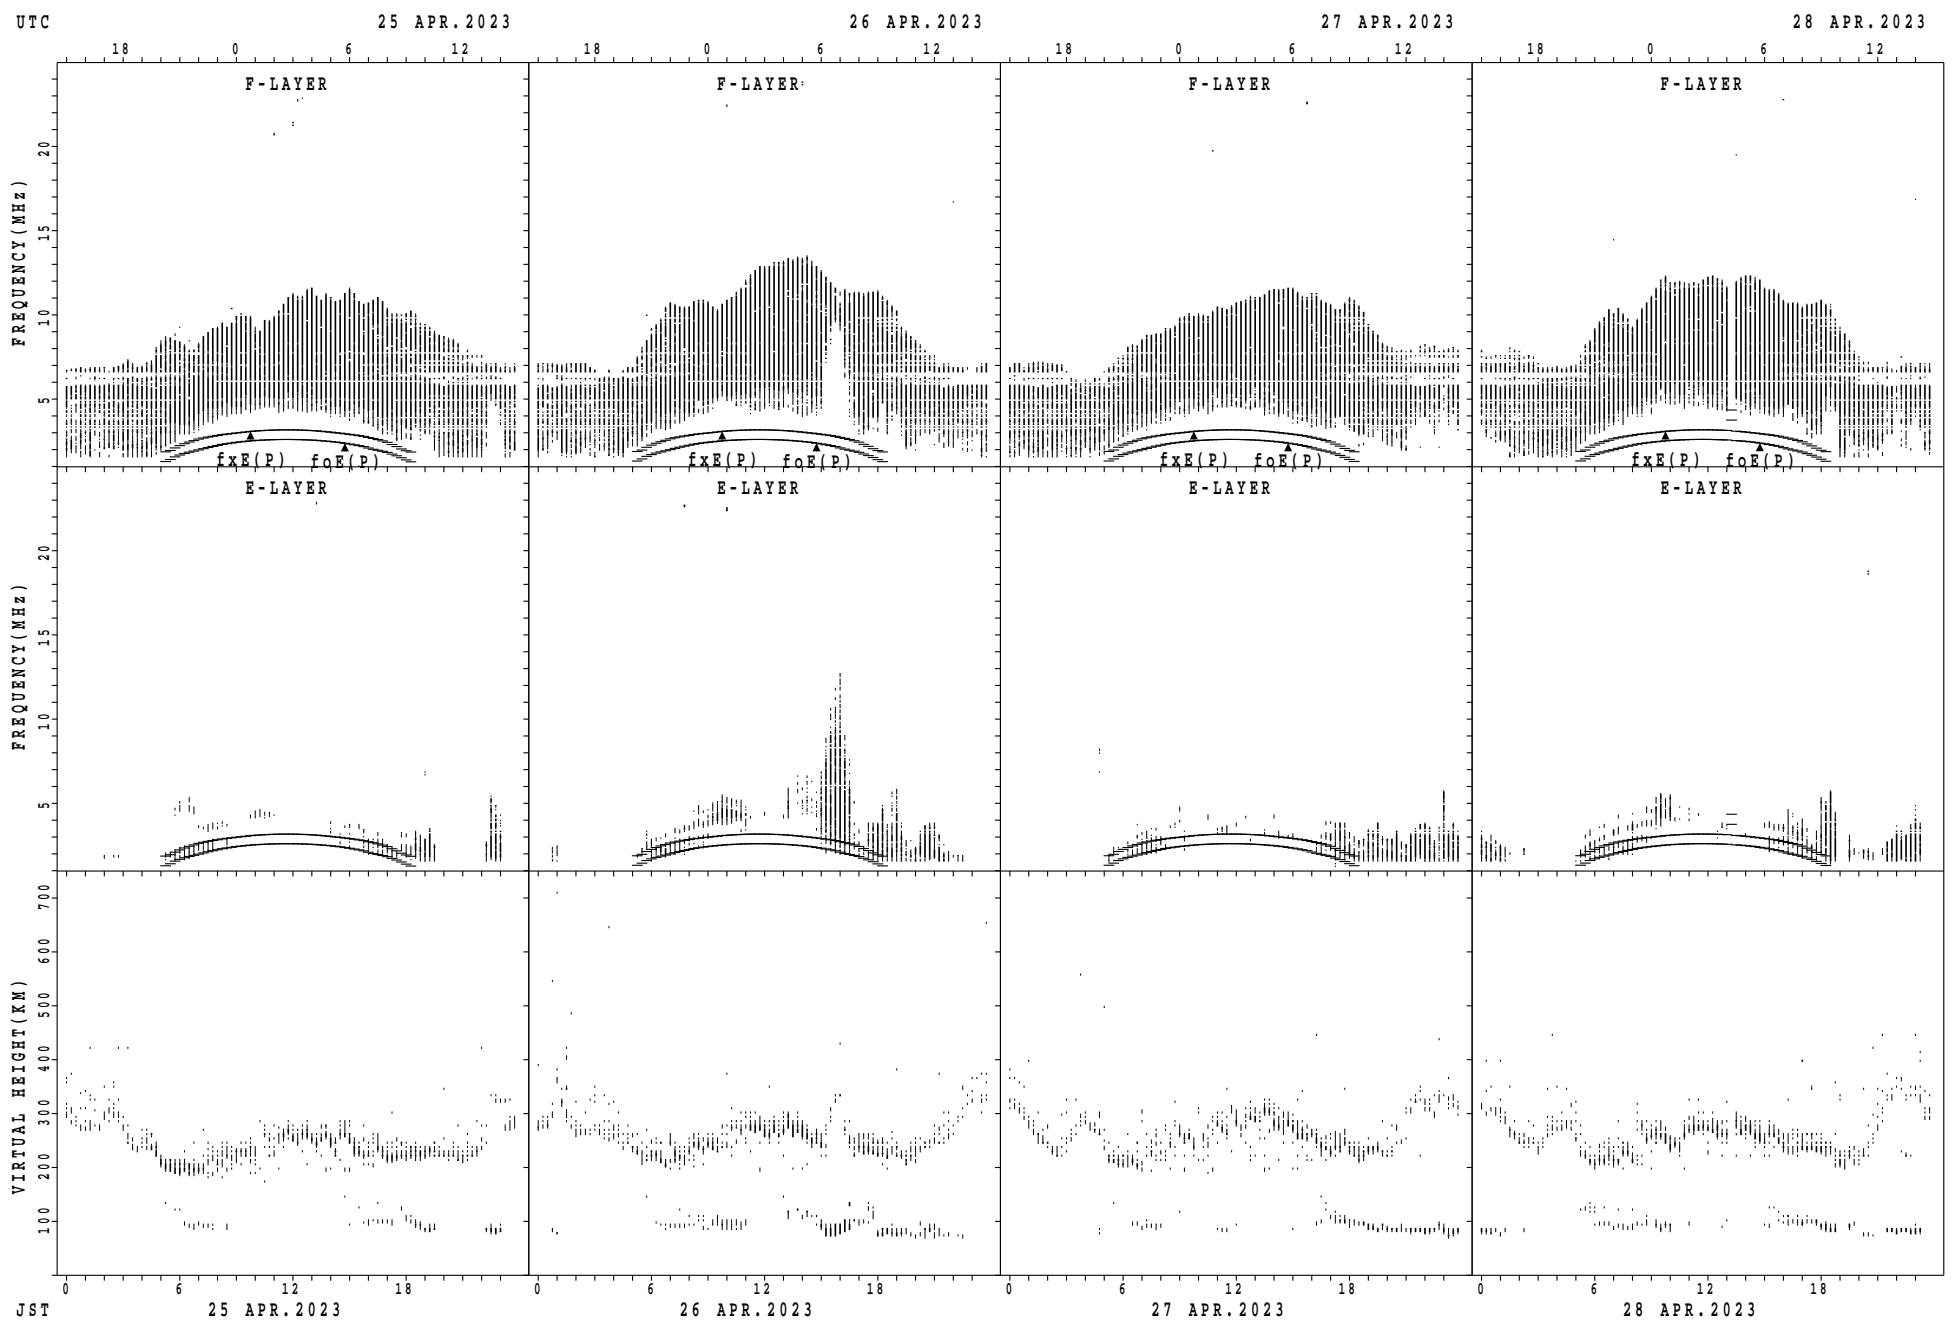 UTC 25 APR.2023 26 APR.2023 27 APR.2023 28 APR.2023
18 0 6 12 18 0 6 12 18 0 6 12 18 0 6 12
F-LAYER F-LAYER F-LAYER F-LAYER
FREQUENCY(MHz)
20
15
10
5
fxE(P) foE(P) fxE(P) foE(P) fxE(P) foE(P) fxE(P) foE(P)
E-LAYER E-LAYER E-LAYER E-LAYER
FREQUENCY(MHz)
20
15
10
5
VIRTUAL HEIGHT(KM)
700
600
500
400
300
200
100
0 6 12 18 0 6 12 18 0 6 12 18 0 6 12 18
JST 25 APR.2023 26 APR.2023 27 APR.2023 28 APR.2023